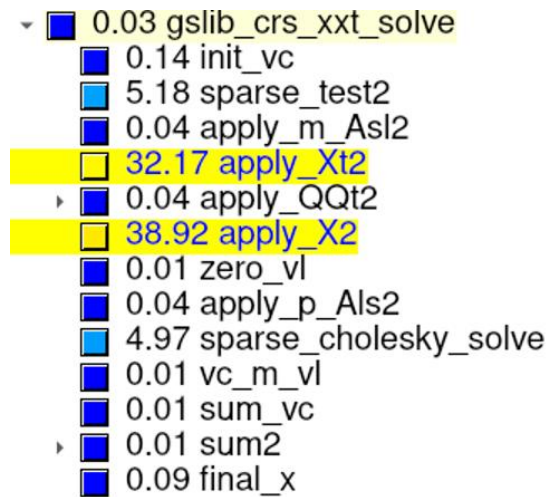 0.03 gslib_crs_xxt_solve
0.14 init_vc
5.18 sparse_test2
0.04 apply_m_Asl2
32.17 apply_Xt2
0.04 apply_QQt2
38.92 apply_X2
0.01 zero_vl
0.04 apply_p_Als2
4.97 sparse_cholesky_solve
0.01 vc_m_vl
0.01 sum_vc
0.01 sum2
0.09 final_x